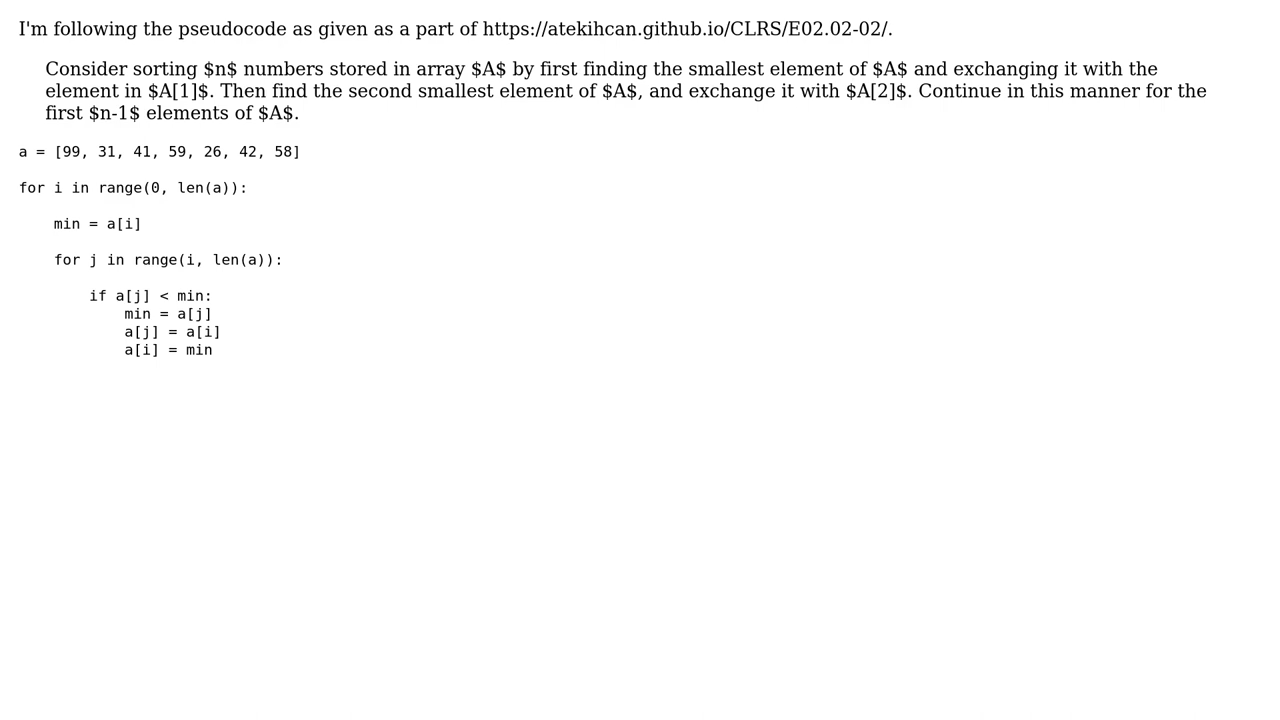 I'm following the pseudocode as given as a part of https://atekihcan.github.io/CLRS/E02.02-02/.
Consider sorting $n$ numbers stored in array $A$ by first finding the smallest element of $A$ and exchanging it with the
element in $A[1]$. Then find the second smallest element of $A$, and exchange it with $A[2]$. Continue in this manner for the
first $n-1$ elements of $A$.
a = [99, 31, 41, 59, 26, 42, 58]
for i in range(0, len(a)):
    min = a[i]
    for j in range(i, len(a)):
        if a[j] < min:
            min = a[j]
            a[j] = a[i]
            a[i] = min